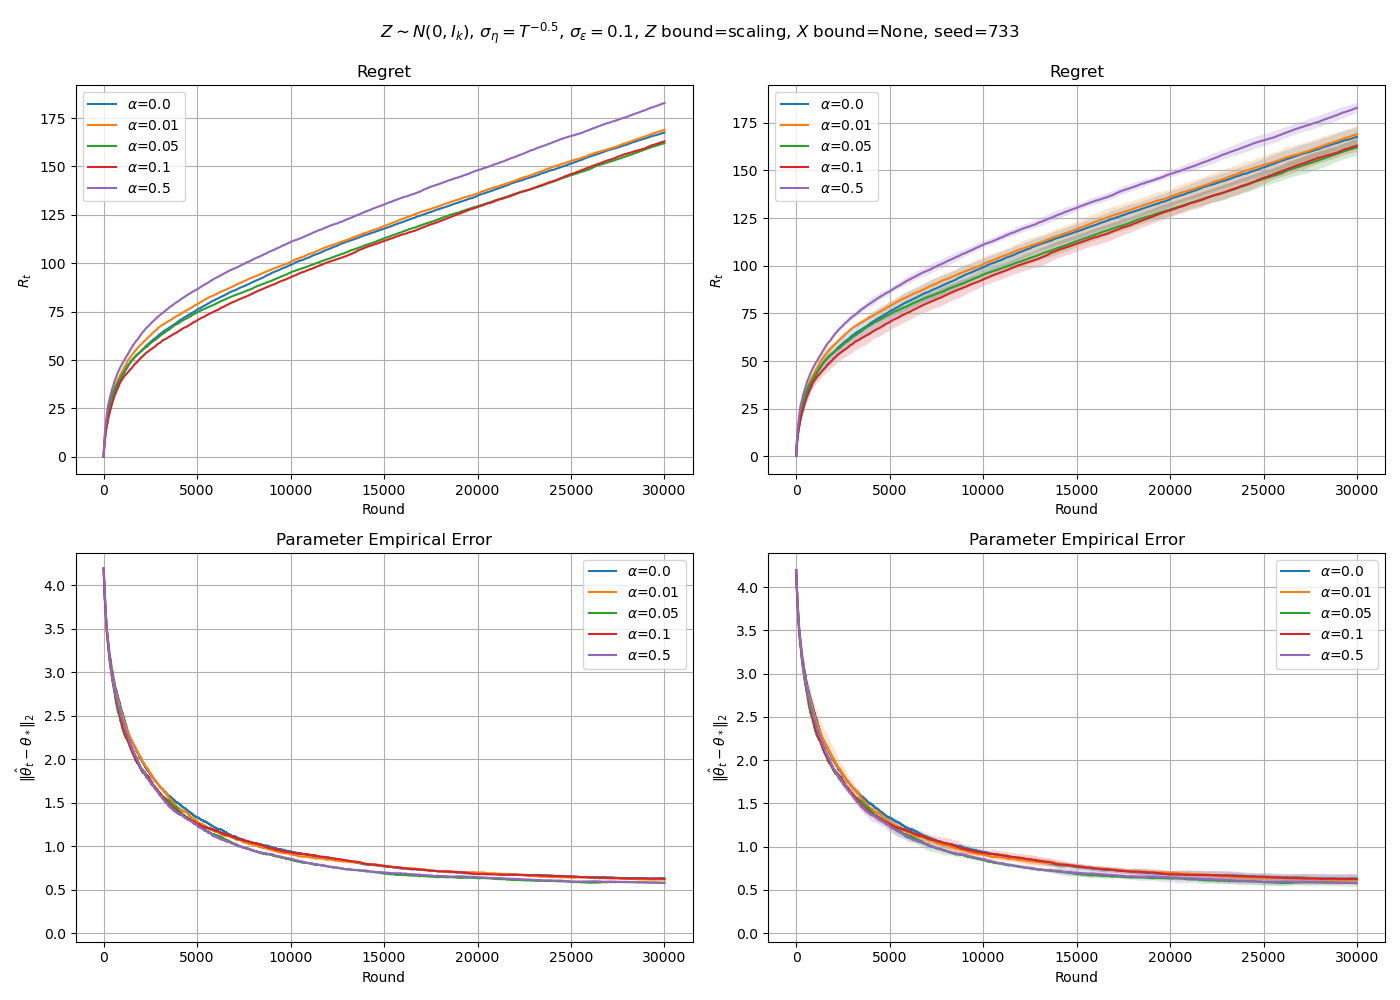 Z ∼ N(0, I_k), σ_η = T^{−0.5}, σ_ε = 0.1, Z bound=scaling, X bound=None, seed=733
Regret
R_t
175
150
125
100
75
50
25
0
α=0.0
α=0.01
α=0.05
α=0.1
α=0.5
0 5000 10000 15000 20000 25000 30000
Round
Regret
R_t
175
150
125
100
75
50
25
0
α=0.0
α=0.01
α=0.05
α=0.1
α=0.5
0 5000 10000 15000 20000 25000 30000
Round
Parameter Empirical Error
‖θ̂_t − θ_*‖_2
4.0
3.5
3.0
2.5
2.0
1.5
1.0
0.5
0.0
α=0.0
α=0.01
α=0.05
α=0.1
α=0.5
0 5000 10000 15000 20000 25000 30000
Round
Parameter Empirical Error
‖θ̂_t − θ_*‖_2
4.0
3.5
3.0
2.5
2.0
1.5
1.0
0.5
0.0
α=0.0
α=0.01
α=0.05
α=0.1
α=0.5
0 5000 10000 15000 20000 25000 30000
Round